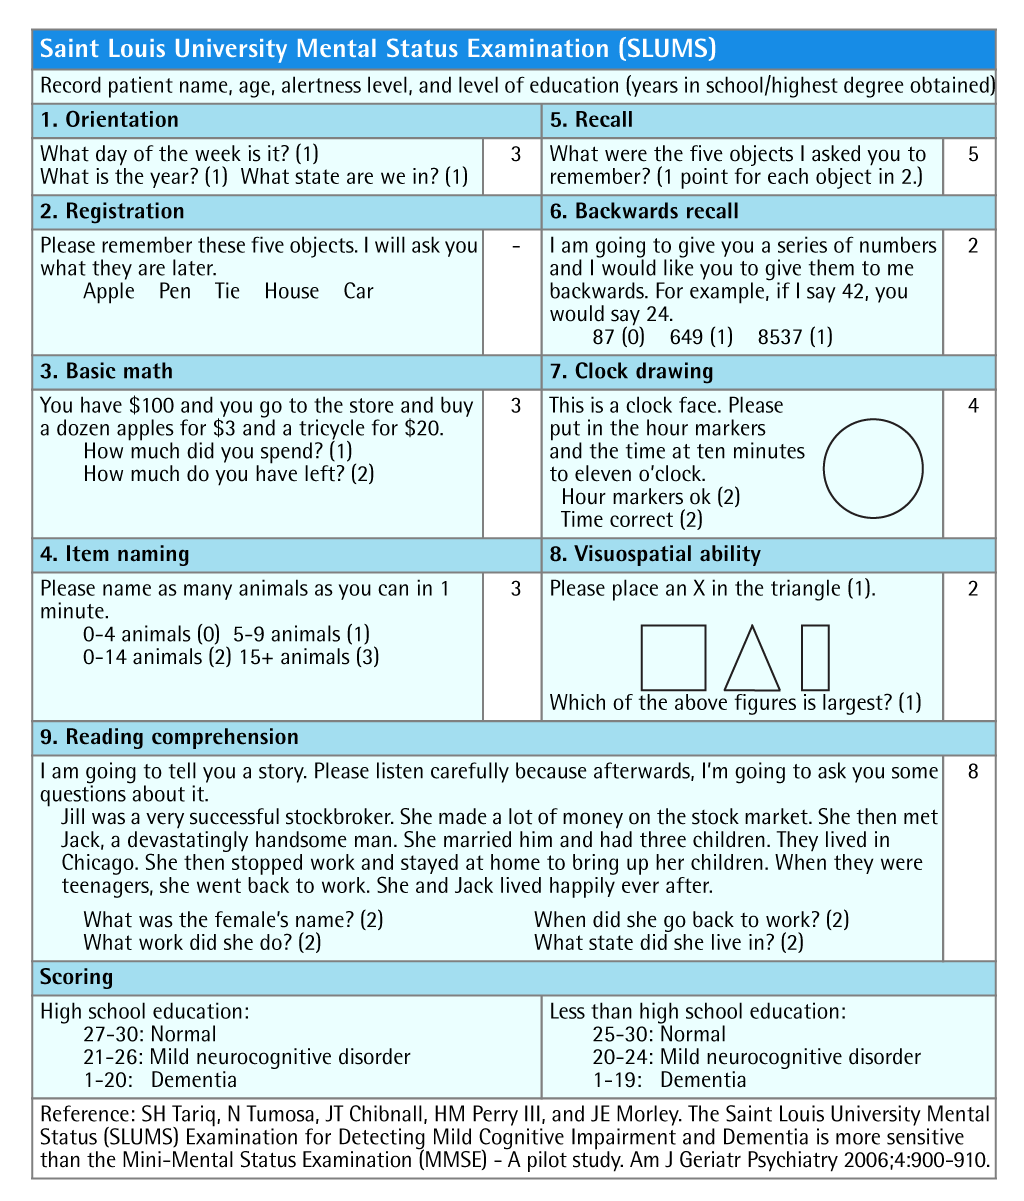 Saint Louis University Mental Status Examination (SLUMS)
Record patient name, age, alertness level, and level of education (years in school/highest degree obtained)
1. Orientation
What day of the week is it? (1)
What is the year? (1) What state are we in? (1)
3
5. Recall
What were the five objects I asked you to
remember? (1 point for each object in 2.)
5
2. Registration
Please remember these five objects. I will ask you
what they are later.
Apple Pen Tie House Car
-
6. Backwards recall
I am going to give you a series of numbers
and I would like you to give them to me
backwards. For example, if I say 42, you
would say 24.
87 (0) 649 (1) 8537 (1)
2
3. Basic math
You have $100 and you go to the store and buy
a dozen apples for $3 and a tricycle for $20.
How much did you spend? (1)
How much do you have left? (2)
3
7. Clock drawing
This is a clock face. Please
put in the hour markers
and the time at ten minutes
to eleven o'clock.
Hour markers ok (2)
Time correct (2)
4
4. Item naming
Please name as many animals as you can in 1
minute.
0-4 animals (0) 5-9 animals (1)
0-14 animals (2) 15+ animals (3)
3
8. Visuospatial ability
Please place an X in the triangle (1).
Which of the above figures is largest? (1)
2
9. Reading comprehension
I am going to tell you a story. Please listen carefully because afterwards, I'm going to ask you some
questions about it.
Jill was a very successful stockbroker. She made a lot of money on the stock market. She then met
Jack, a devastatingly handsome man. She married him and had three children. They lived in
Chicago. She then stopped work and stayed at home to bring up her children. When they were
teenagers, she went back to work. She and Jack lived happily ever after.
What was the female's name? (2) When did she go back to work? (2)
What work did she do? (2) What state did she live in? (2)
8
Scoring
High school education:
27-30: Normal
21-26: Mild neurocognitive disorder
1-20: Dementia
Less than high school education:
25-30: Normal
20-24: Mild neurocognitive disorder
1-19: Dementia
Reference: SH Tariq, N Tumosa, JT Chibnall, HM Perry III, and JE Morley. The Saint Louis University Mental
Status (SLUMS) Examination for Detecting Mild Cognitive Impairment and Dementia is more sensitive
than the Mini-Mental Status Examination (MMSE) - A pilot study. Am J Geriatr Psychiatry 2006;4:900-910.